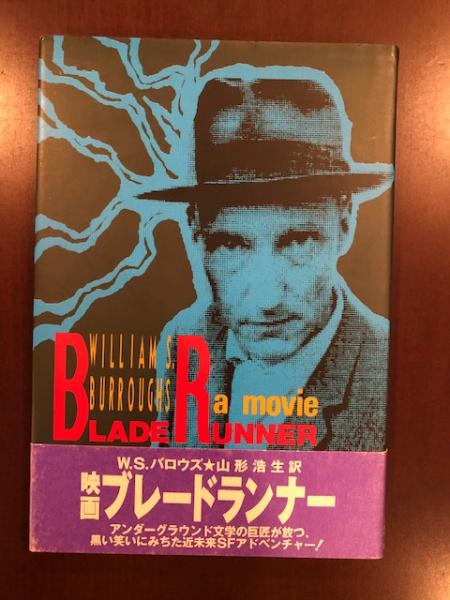 WILLIAM S.
BURROUGHS
BLADE RUNNER
a movie
W.S.バロウズ★山形浩生訳
映画ブレードランナー
アンダーグラウンド文学の巨匠が放つ、
黒い笑いにみちた近未来SFアドベンチャー!